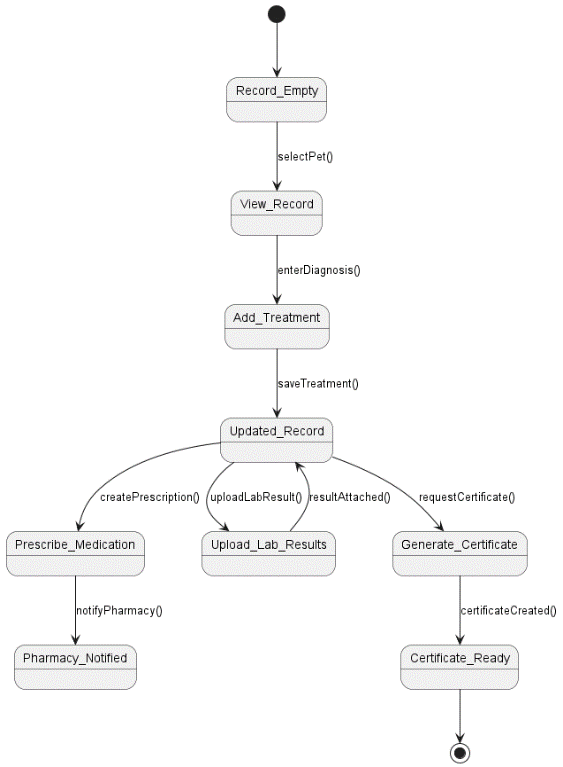 Record_Empty
selectPet()
View_Record
enterDiagnosis()
Add_Treatment
saveTreatment()
Updated_Record
createPrescription()
uploadLabResult()
resultAttached()
requestCertificate()
Prescribe_Medication
Upload_Lab_Results
Generate_Certificate
notifyPharmacy()
certificateCreated()
Pharmacy_Notified
Certificate_Ready